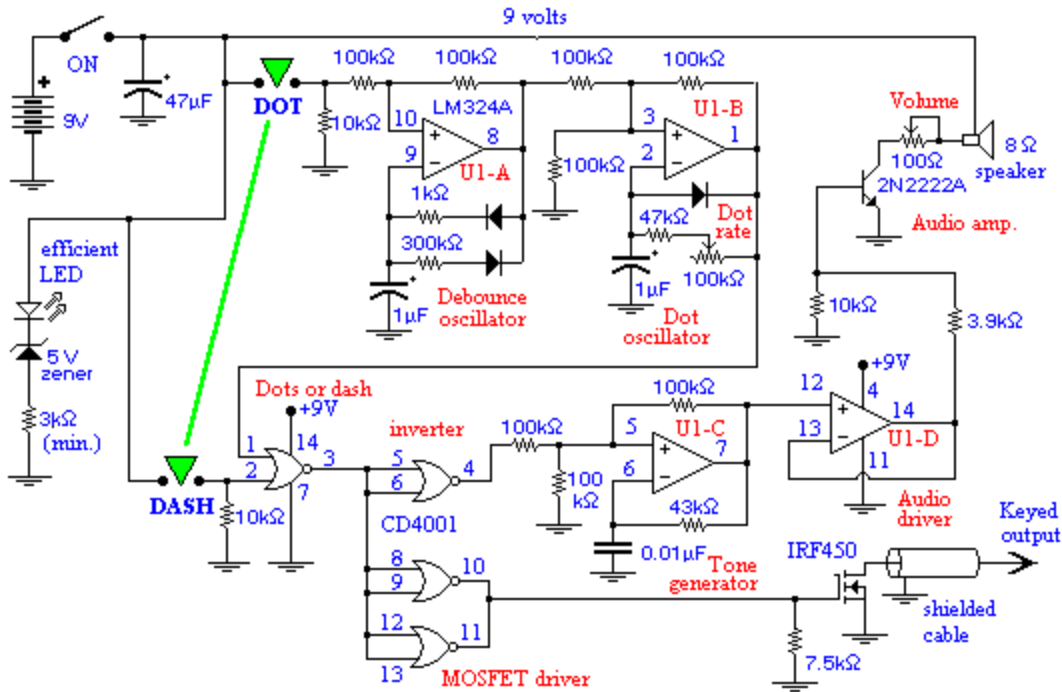 9 volts
ON
47µF
9V
DOT
100kΩ
100kΩ
100kΩ
100kΩ
10kΩ
LM324A
10
9
8
U1-A
1kΩ
300kΩ
1µF
Debounce
oscillator
100kΩ
U1-B
3
2
1
47kΩ
Dot
rate
100kΩ
1µF
Dot
oscillator
Volume
100Ω
8 Ω
speaker
2N2222A
Audio amp.
efficient
LED
5 V
zener
3kΩ
(min.)
10kΩ
3.9kΩ
Dots or dash
+9V
1
2
14
3
7
DASH
10kΩ
inverter
5
6
4
CD4001
8
9
10
12
13
11
MOSFET driver
100kΩ
100
kΩ
100kΩ
5
6
7
U1-C
43kΩ
0.01µF
Tone
generator
+9V
12
13
4
14
U1-D
11
Audio
driver
IRF450
Keyed
output
shielded
cable
7.5kΩ